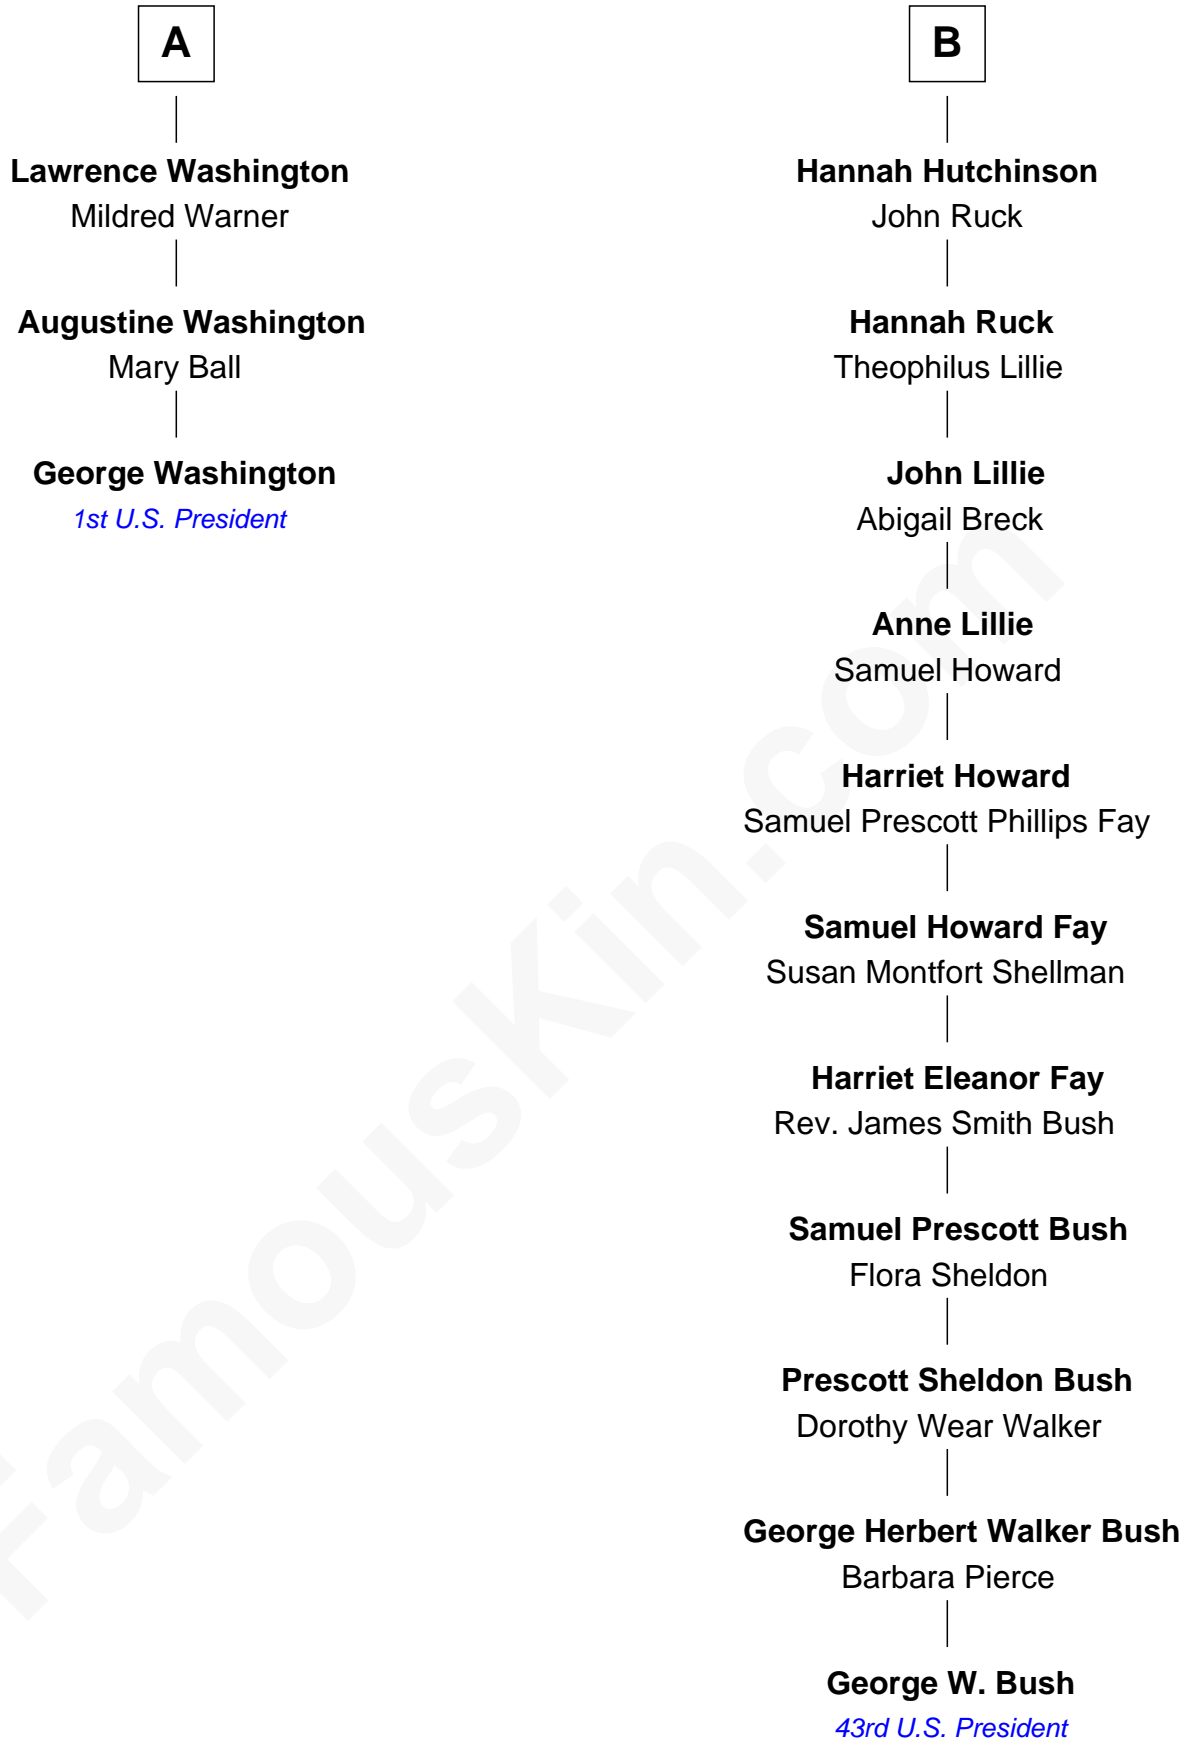 A
Lawrence Washington
Mildred Warner
Augustine Washington
Mary Ball
George Washington
1st U.S. President
B
Hannah Hutchinson
John Ruck
Hannah Ruck
Theophilus Lillie
John Lillie
Abigail Breck
Anne Lillie
Samuel Howard
Harriet Howard
Samuel Prescott Phillips Fay
Samuel Howard Fay
Susan Montfort Shellman
Harriet Eleanor Fay
Rev. James Smith Bush
Samuel Prescott Bush
Flora Sheldon
Prescott Sheldon Bush
Dorothy Wear Walker
George Herbert Walker Bush
Barbara Pierce
George W. Bush
43rd U.S. President
FamousKin.com